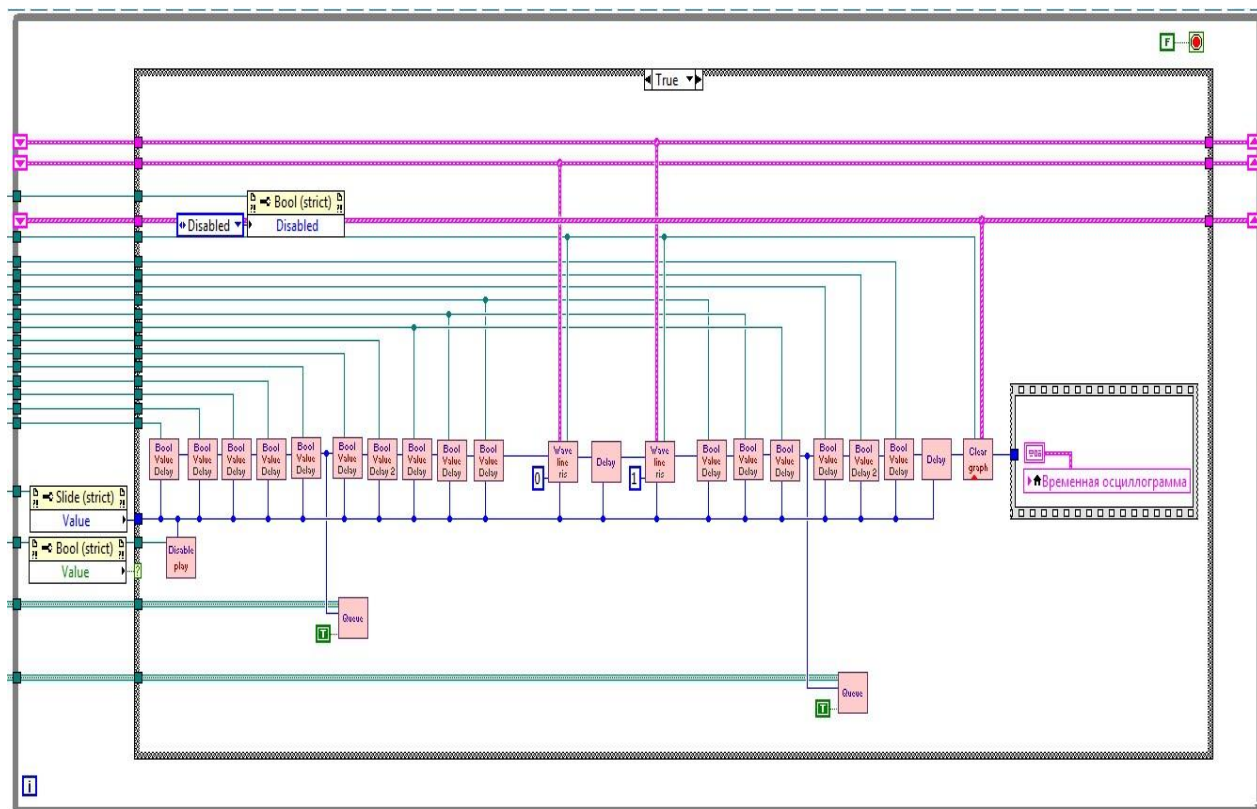 F
True
Bool (strict)
Disabled
Disabled
Bool
Value
Delay
Bool
Value
Delay
Bool
Value
Delay
Bool
Value
Delay
Bool
Value
Delay
Bool
Value
Delay
Bool
Value
Delay 2
Bool
Value
Delay
Bool
Value
Delay
Bool
Value
Delay
Wave
line
ris
Delay
Wave
line
ris
Bool
Value
Delay
Bool
Value
Delay
Bool
Value
Delay
Bool
Value
Delay
Bool
Value
Delay 2
Bool
Value
Delay
Delay
Clear
graph
0
1
Временная осциллограмма
Slide (strict)
Value
Bool (strict)
Value
?
Disable
play
Queue
T
Queue
T
i